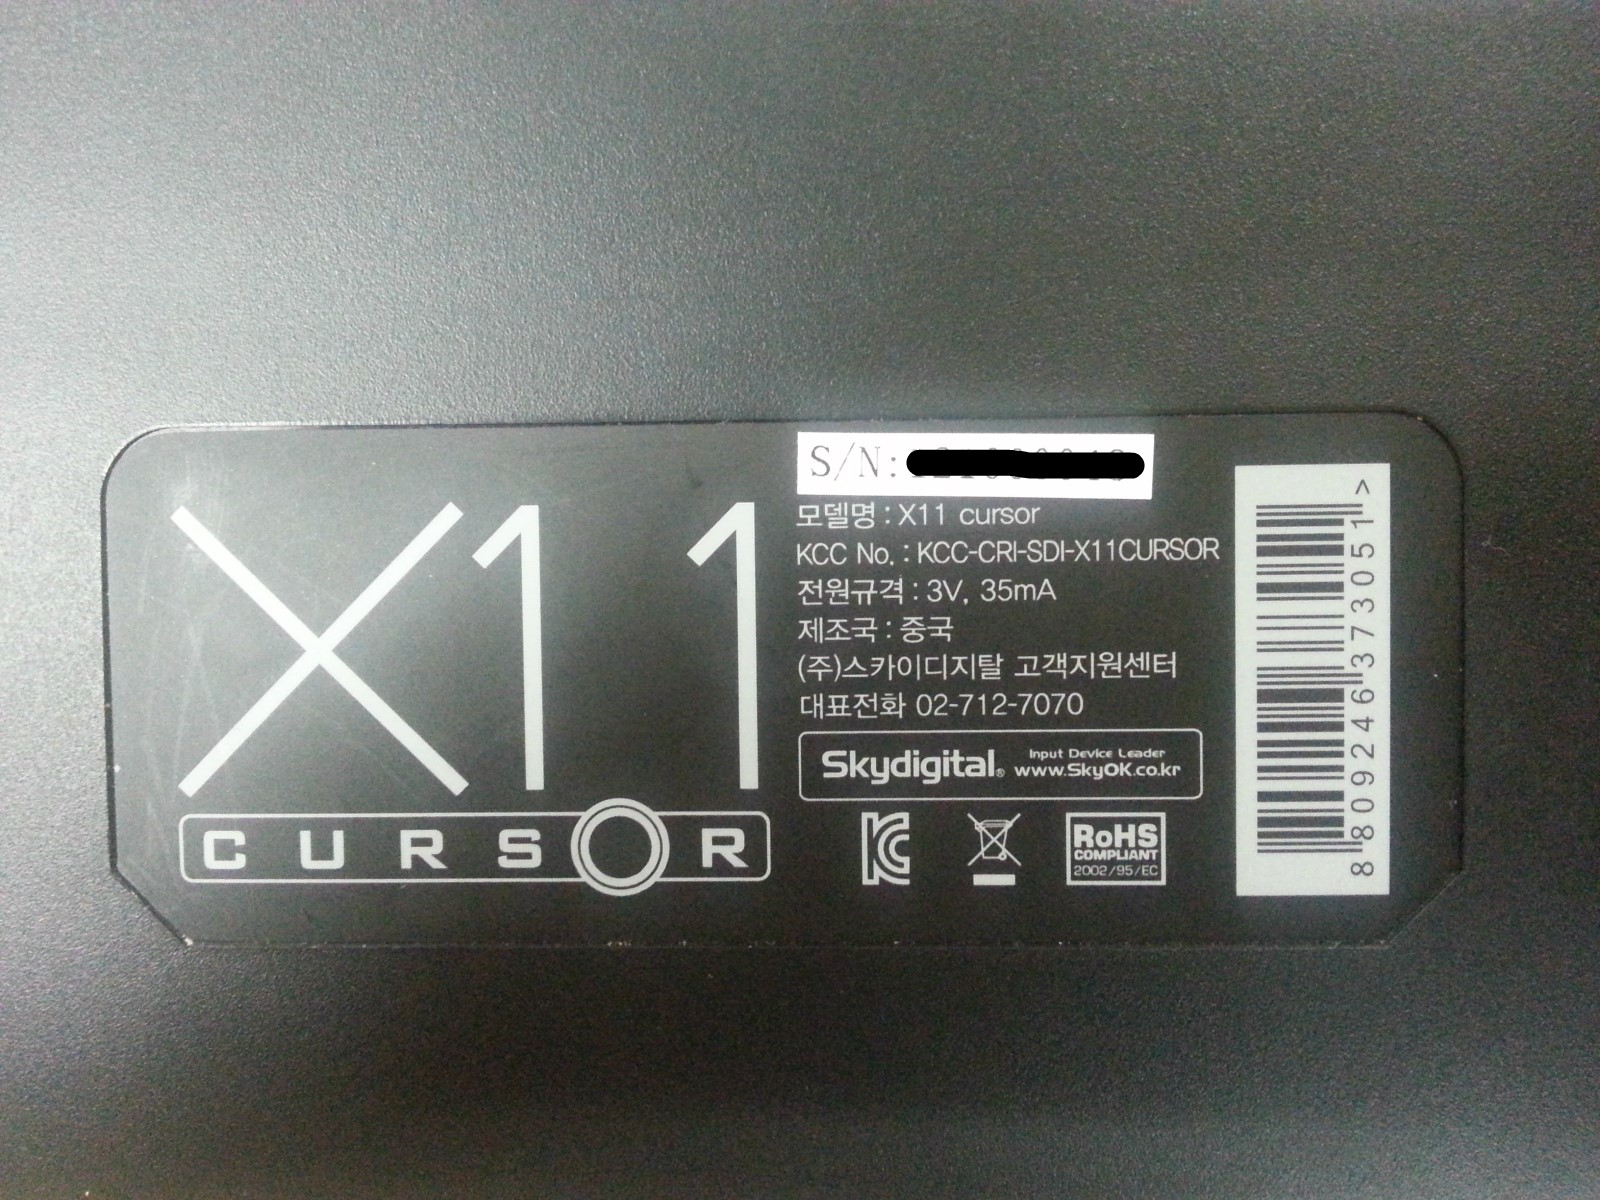 X11
CURSOR
S/N:
모델명 : X11 cursor
KCC No. : KCC-CRI-SDI-X11CURSOR
전원규격 : 3V, 35mA
제조국 : 중국
(주)스카이디지탈 고객지원센터
대표전화 02-712-7070
Skydigital®
Input Device Leader
www.SkyOK.co.kr
RoHS
COMPLIANT
2002/95/EC
8 809246 373051 >